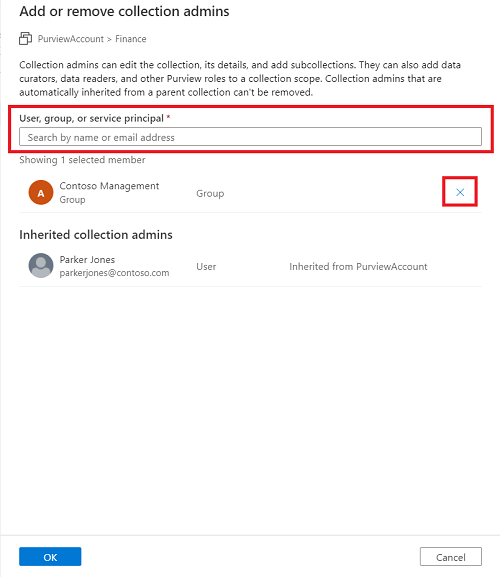 Add or remove collection admins
PurviewAccount > Finance
Collection admins can edit the collection, its details, and add subcollections. They can also add data
curators, data readers, and other Purview roles to a collection scope. Collection admins that are
automatically inherited from a parent collection can't be removed.
User, group, or service principal *
Search by name or email address
Showing 1 selected member
A
Contoso Management
Group
Group
Inherited collection admins
Parker Jones
parkerjones@contoso.com
User
Inherited from PurviewAccount
OK
Cancel